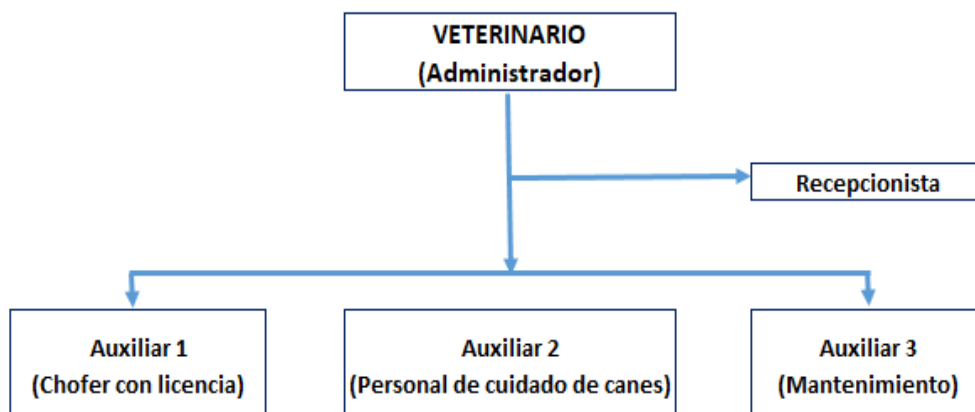 VETERINARIO
(Administrador)
Recepcionista
Auxiliar 1
(Chofer con licencia)
Auxiliar 2
(Personal de cuidado de canes)
Auxiliar 3
(Mantenimiento)